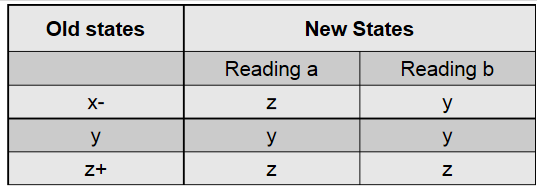 Old states New States
Reading a Reading b
x- z y
y y y
z+ z z